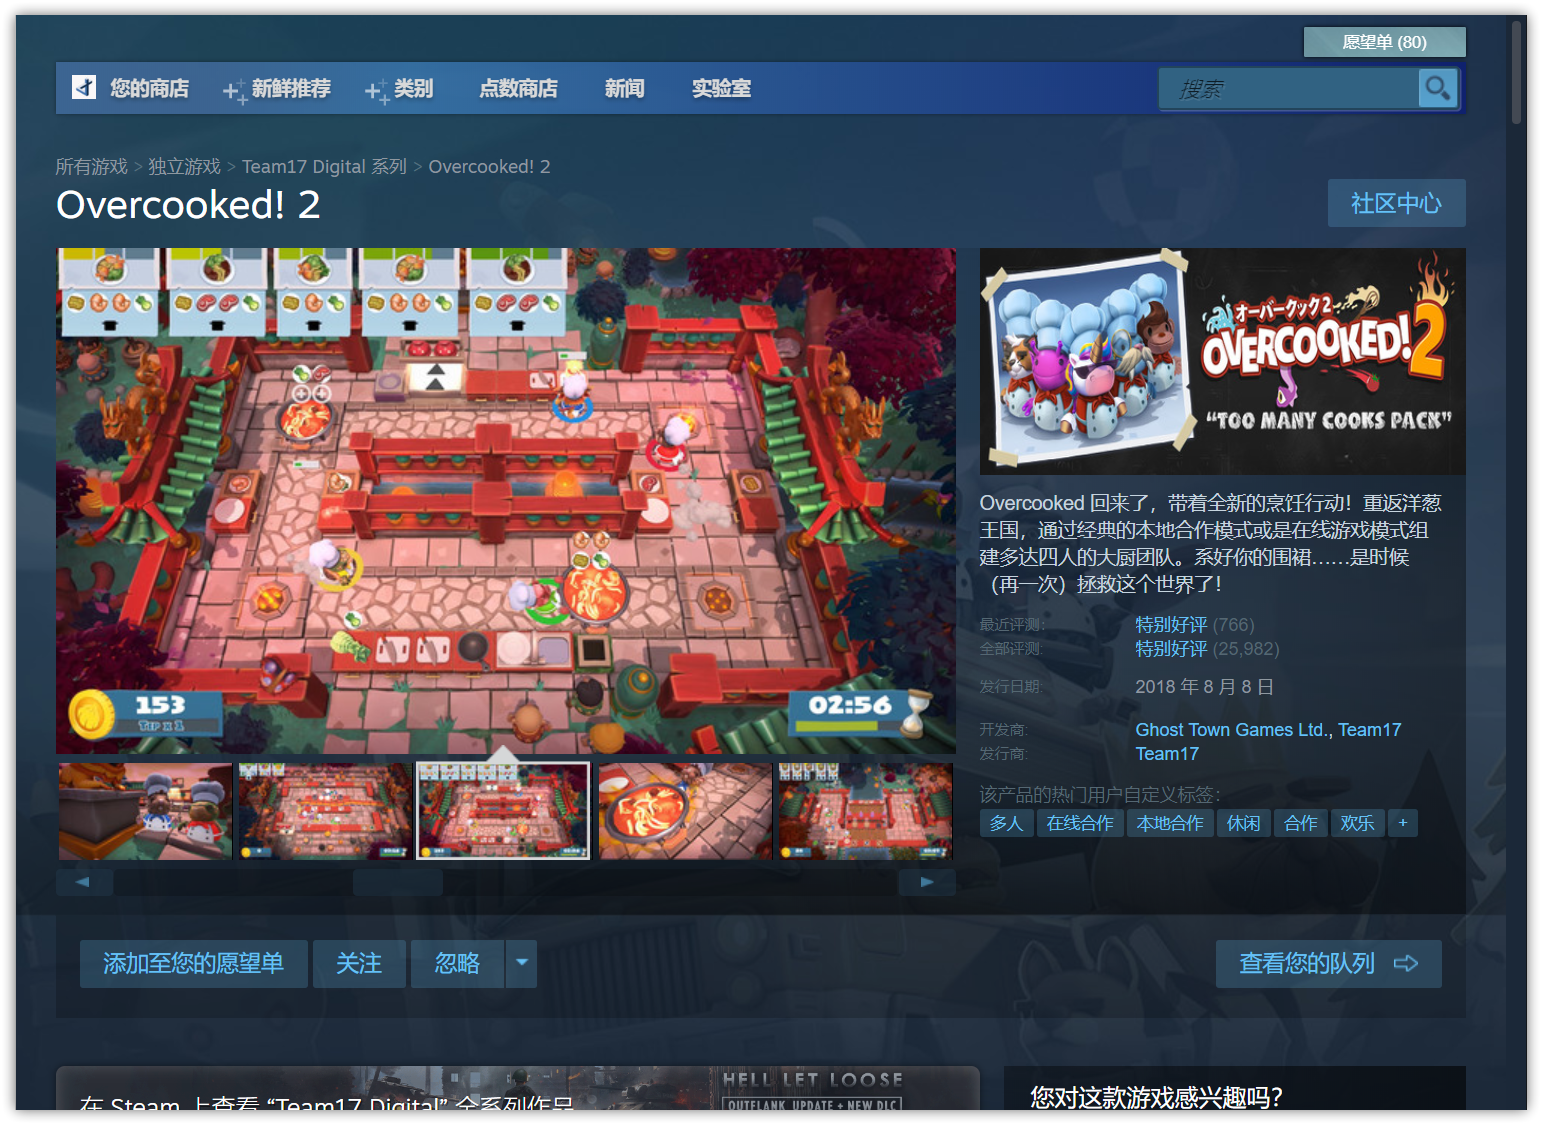 愿望单 (80)
您的商店
新鲜推荐
类别
点数商店
新闻
实验室
搜索
所有游戏 > 独立游戏 > Team17 Digital 系列 > Overcooked! 2
Overcooked! 2
社区中心
153
TIP x 1
02:56
オーバークック2
OVERCOOKED! 2
“TOO MANY COOKS PACK”
Overcooked 回来了，带着全新的烹饪行动！重返洋葱
王国，通过经典的本地合作模式或是在线游戏模式组
建多达四人的大厨团队。系好你的围裙……是时候
（再一次）拯救这个世界了！
最近评测: 特别好评 (766)
全部评测: 特别好评 (25,982)
发行日期: 2018 年 8 月 8 日
开发商: Ghost Town Games Ltd., Team17
发行商: Team17
该产品的热门用户自定义标签:
多人 在线合作 本地合作 休闲 合作 欢乐 +
添加至您的愿望单
关注
忽略
查看您的队列
HELL LET LOOSE
OUTFLANK UPDATE + NEW DLC
在 Steam 上查看 “Team17 Digital” 全系列作品
您对这款游戏感兴趣吗?